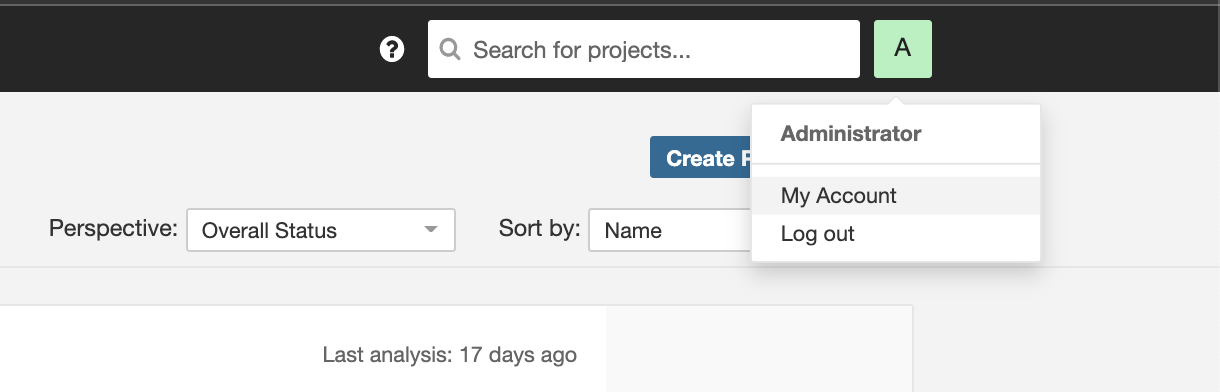 ?
Search for projects...
A
Administrator
Create
My Account
Log out
Perspective:
Overall Status
Sort by:
Name
Last analysis: 17 days ago